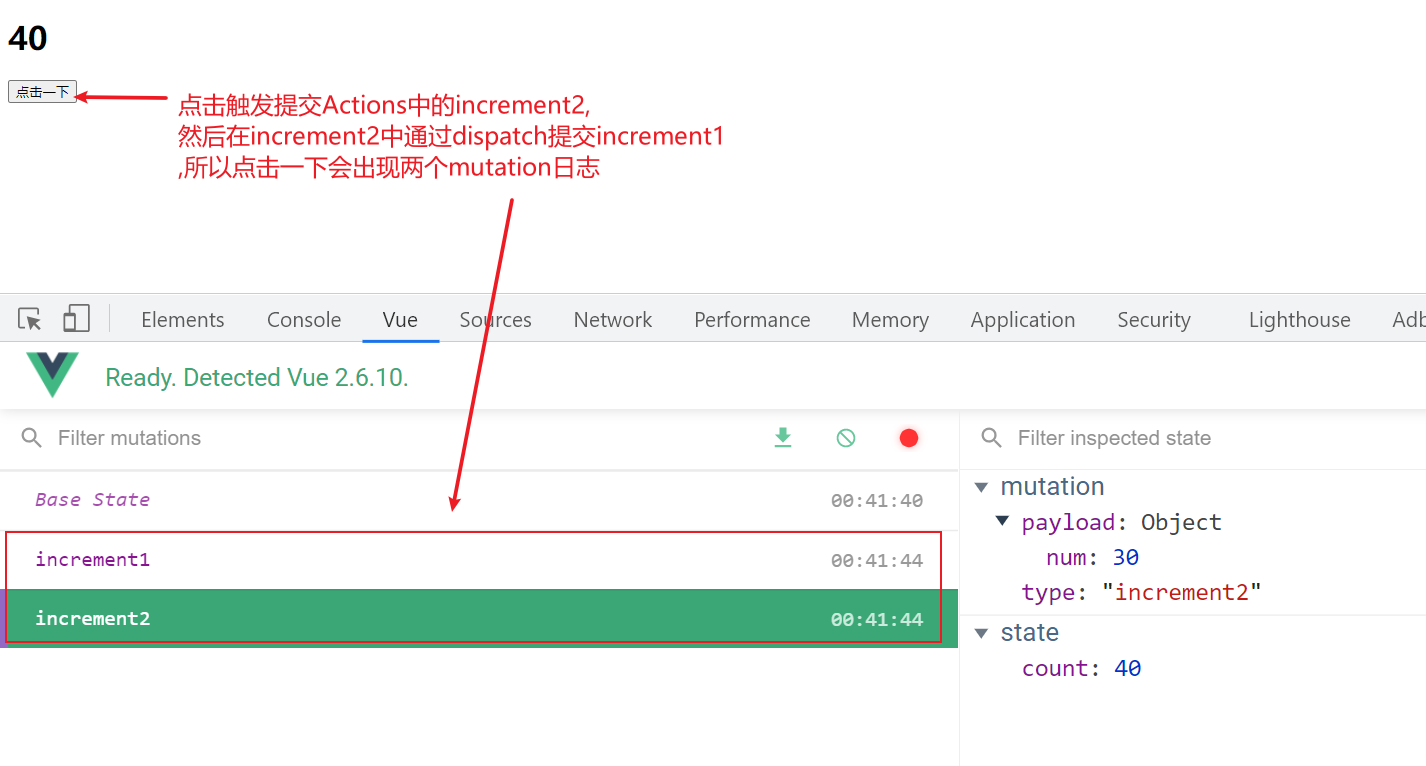 40
点击一下
点击触发提交Actions中的increment2,
然后在increment2中通过dispatch提交increment1
,所以点击一下会出现两个mutation日志
Elements Console Vue Sources Network Performance Memory Application Security Lighthouse Adb
Ready. Detected Vue 2.6.10.
Filter mutations
Base State 00:41:40
increment1 00:41:44
increment2 00:41:44
Filter inspected state
mutation
payload: Object
num: 30
type: "increment2"
state
count: 40